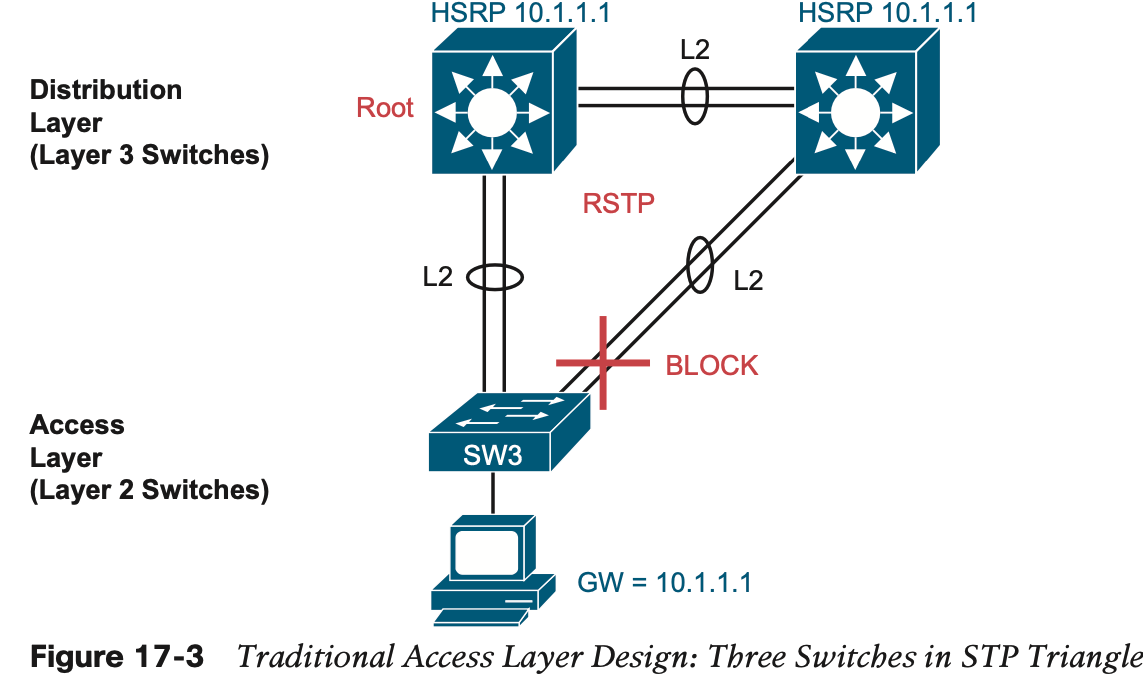 HSRP 10.1.1.1
HSRP 10.1.1.1
L2
Distribution
Layer
(Layer 3 Switches)
Root
RSTP
L2
L2
BLOCK
Access
Layer
(Layer 2 Switches)
SW3
GW = 10.1.1.1
Figure 17-3 Traditional Access Layer Design: Three Switches in STP Triangle